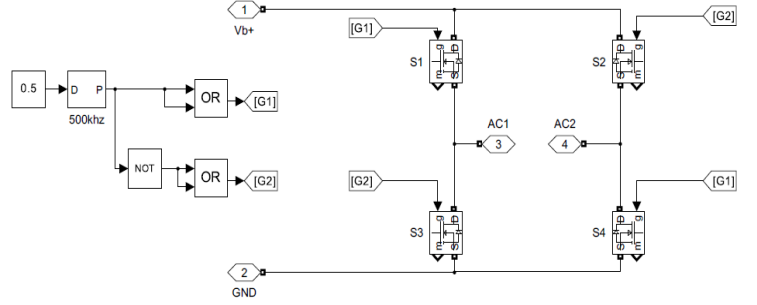 1
Vb+
[G1]
[G2]
g D
S1
m S
S2
D g
S m
0.5
D P
500khz
OR
[G1]
NOT
OR
[G2]
AC1
3
AC2
4
[G2]
[G1]
g D
S3
m S
S4
D g
S m
2
GND